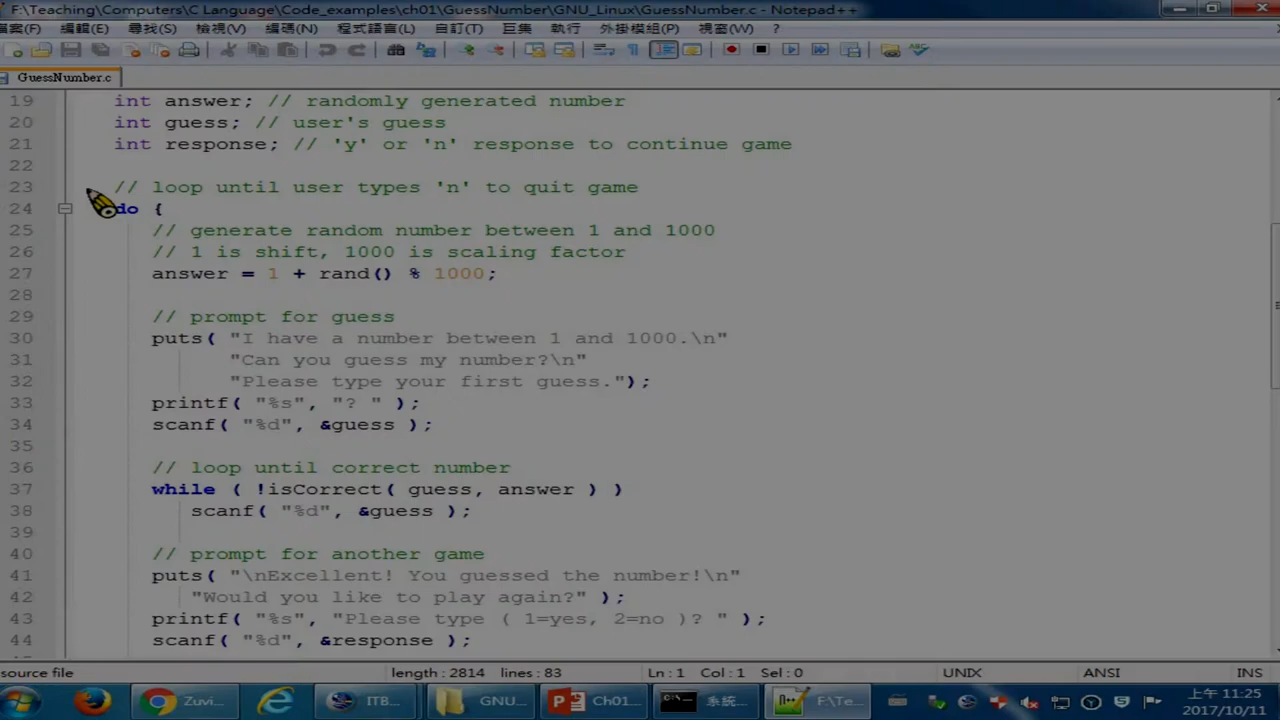 F:\Teaching\Computers\C Language\Code_examples\ch01\GuessNumber\GNU_Linux\GuessNumber.c - Notepad++
檔案(F) 編輯(E) 尋找(S) 檢視(V) 編碼(N) 程式語言(L) 自訂(T) 巨集 執行 外掛模組(P) 視窗(W) ?
GuessNumber.c
19 int answer; // randomly generated number
20 int guess; // user's guess
21 int response; // 'y' or 'n' response to continue game
22
23 // loop until user types 'n' to quit game
24 do {
25 // generate random number between 1 and 1000
26 // 1 is shift, 1000 is scaling factor
27 answer = 1 + rand() % 1000;
28
29 // prompt for guess
30 puts( "I have a number between 1 and 1000.\n"
31 "Can you guess my number?\n"
32 "Please type your first guess.");
33 printf( "%s", "? " );
34 scanf( "%d", &guess );
35
36 // loop until correct number
37 while ( !isCorrect( guess, answer ) )
38 scanf( "%d", &guess );
39
40 // prompt for another game
41 puts( "\nExcellent! You guessed the number!\n"
42 "Would you like to play again?" );
43 printf( "%s", "Please type ( 1=yes, 2=no )? " );
44 scanf( "%d", &response );
source file length : 2814 lines : 83 Ln : 1 Col : 1 Sel : 0 UNIX ANSI INS
Zuvi... ITB... GNU... Ch01... 系統... F:\Te... 上午 11:25
2017/10/11